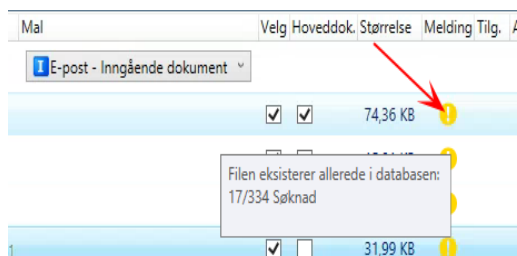 Mal Velg Hoveddok. Størrelse Melding Tilg.
I E-post - Inngående dokument
74,36 KB
Filen eksisterer allerede i databasen:
17/334 Søknad
31,99 KB